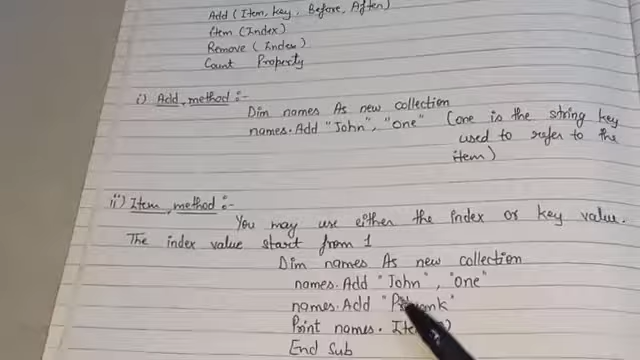 Add (Item, Key, Before, After)
Item (Index)
Remove (Index)
Count Property
i) Add method :-
Dim names As new collection
names.Add "John", "one" (one is the string key
used to refer to the
item)
ii) Item method :-
You may use either the index or key value.
The index value start from 1
Dim names As new collection
names.Add "John", "one"
names.Add
Print names.
End Sub